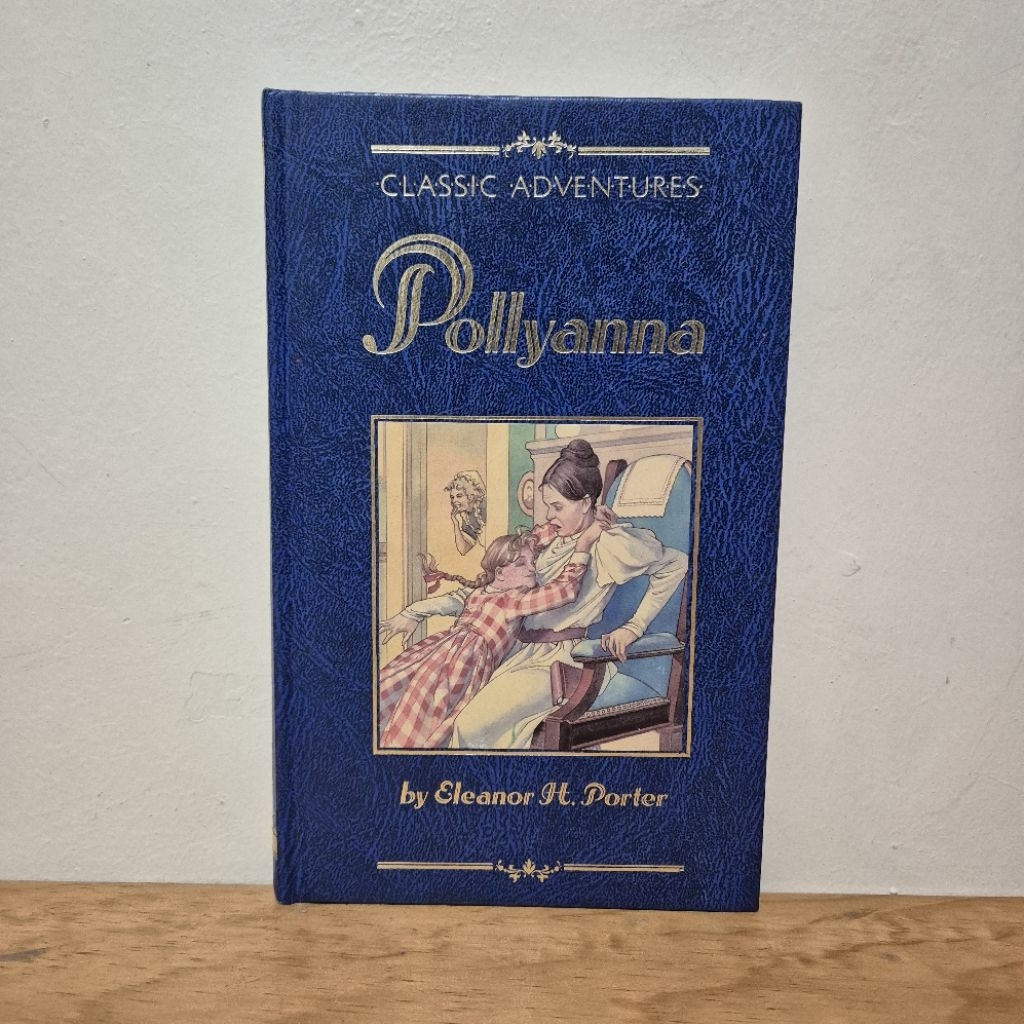 CLASSIC ADVENTURES
Pollyanna
by Eleanor H. Porter